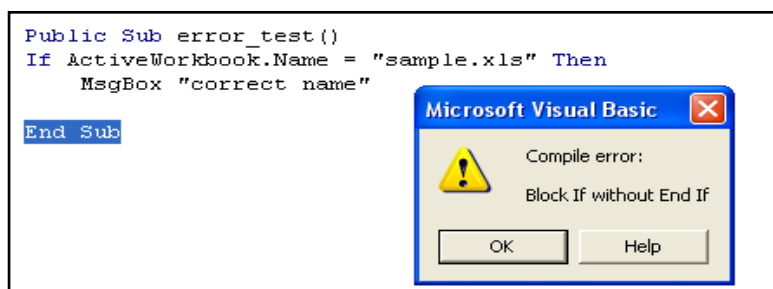 Public Sub error_test()
If ActiveWorkbook.Name = "sample.xls" Then
MsgBox "correct name"
End Sub
Microsoft Visual Basic
Compile error:
Block If without End If
OK
Help